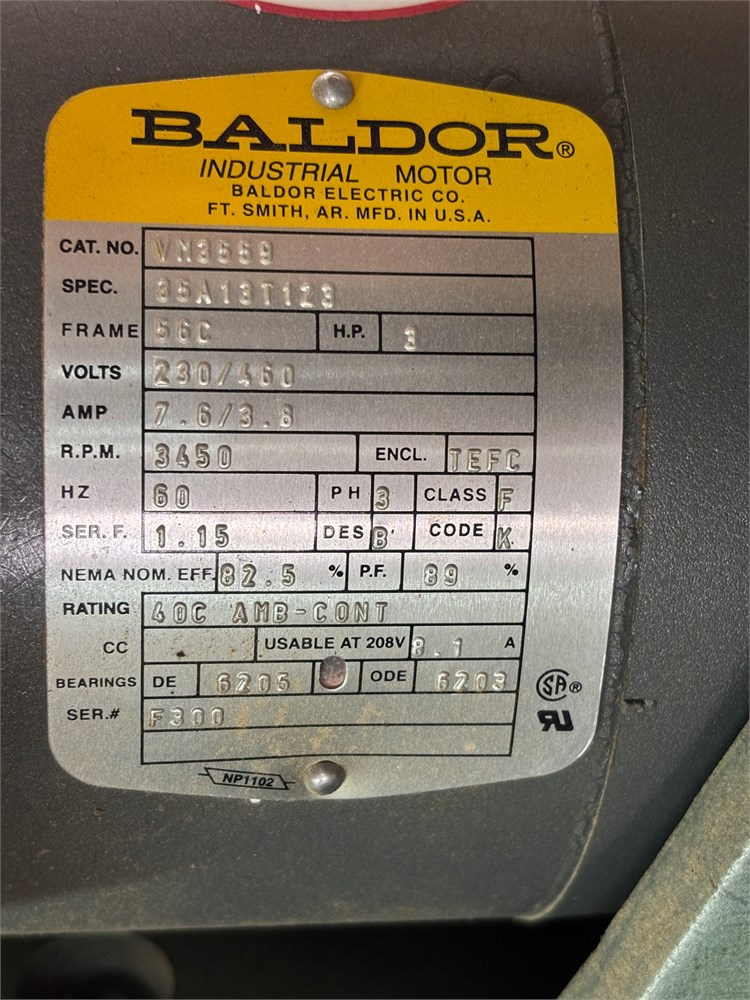 BALDOR®
INDUSTRIAL MOTOR
BALDOR ELECTRIC CO.
FT. SMITH, AR. MFD. IN U.S.A.
CAT. NO. VM3559
SPEC. 35A13T123
FRAME 56C H.P. 3
VOLTS 230/460
AMP 7.6/3.8
R.P.M. 3450 ENCL. TEFC
HZ 60 PH 3 CLASS F
SER. F. 1.15 DES B CODE K
NEMA NOM. EFF. 82.5 % P.F. 89 %
RATING 40C AMB-CONT
CC USABLE AT 208V 8.1 A
BEARINGS DE 6205 ODE 6203
SER.# F300
NP1102